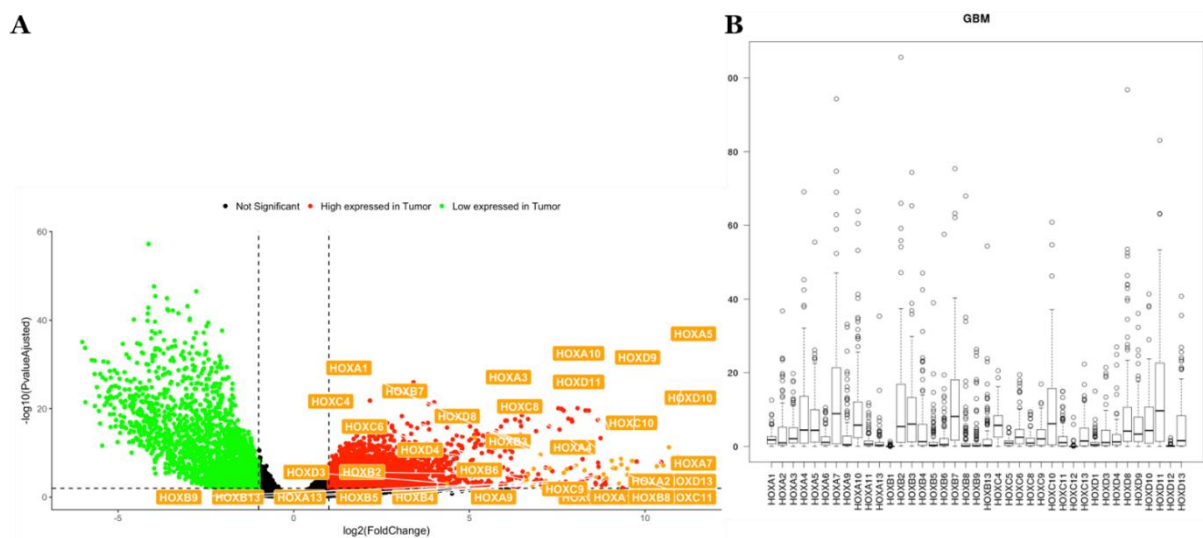 A
Not Significant High expressed in Tumor Low expressed in Tumor
-log10(PvalueAjusted)
60
40
20
0
HOXA5
HOXA10 HOXD9
HOXA1
HOXA3 HOXD11
HOXB7
HOXC4 HOXD10
HOXC8
HOXD8
HOXC6 HOXC10
HOXB3
HOXD4
HOXA7
HOXD3 HOXB2 HOXB6
HOXA2 HOXD13
HOXC9
HOXB9 HOXB13 HOXA13 HOXB5 HOXB4 HOXA9 HOXB8 HOXC11
-5 0 5 10
log2(FoldChange)
B
GBM
00
80
60
40
20
0
HOXA1
HOXA2
HOXA3
HOXA4
HOXA5
HOXA6
HOXA7
HOXA9
HOXA10
HOXA11
HOXA13
HOXB1
HOXB2
HOXB3
HOXB4
HOXB5
HOXB6
HOXB7
HOXB8
HOXB9
HOXB13
HOXC4
HOXC5
HOXC6
HOXC8
HOXC9
HOXC10
HOXC11
HOXC12
HOXC13
HOXD1
HOXD3
HOXD4
HOXD8
HOXD9
HOXD10
HOXD11
HOXD12
HOXD13